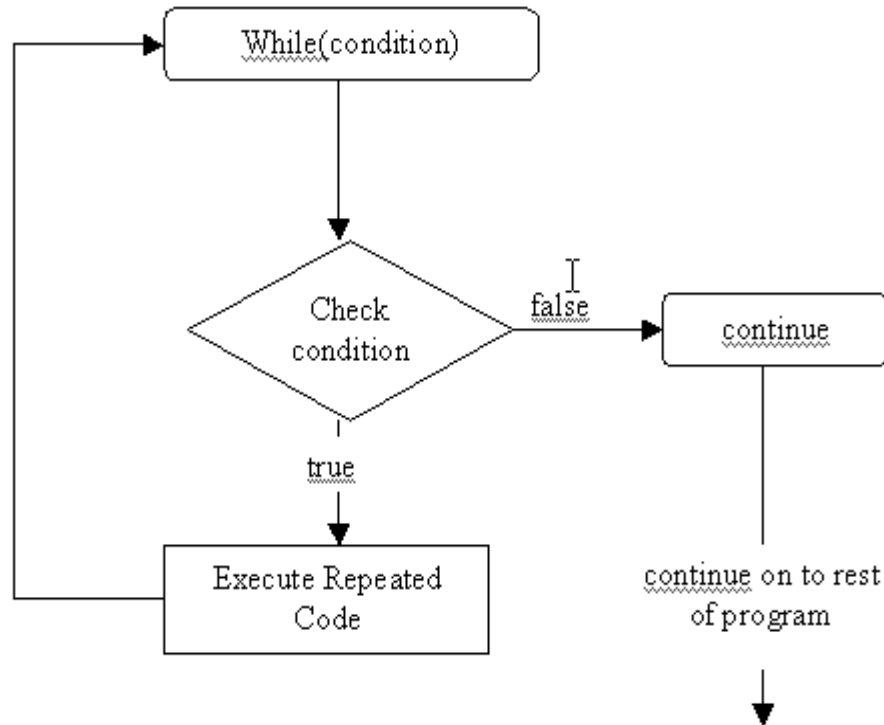 While(condition)
Check
condition
false
continue
true
Execute Repeated
Code
continue on to rest
of program